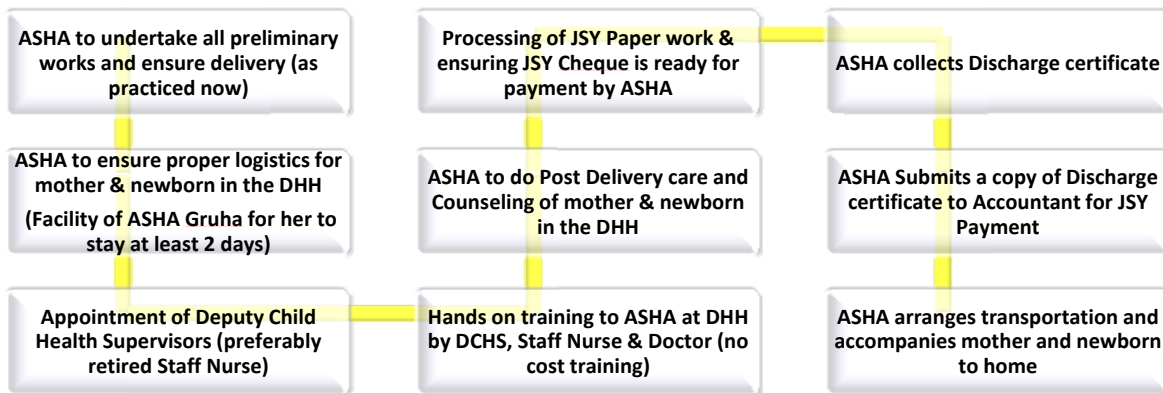 ASHA to undertake all preliminary
works and ensure delivery (as
practiced now)
ASHA to ensure proper logistics for
mother & newborn in the DHH
(Facility of ASHA Gruha for her to
stay at least 2 days)
Appointment of Deputy Child
Health Supervisors (preferably
retired Staff Nurse)
Hands on training to ASHA at DHH
by DCHS, Staff Nurse & Doctor (no
cost training)
ASHA to do Post Delivery care and
Counseling of mother & newborn
in the DHH
Processing of JSY Paper work &
ensuring JSY Cheque is ready for
payment by ASHA
ASHA collects Discharge certificate
ASHA Submits a copy of Discharge
certificate to Accountant for JSY
Payment
ASHA arranges transportation and
accompanies mother and newborn
to home